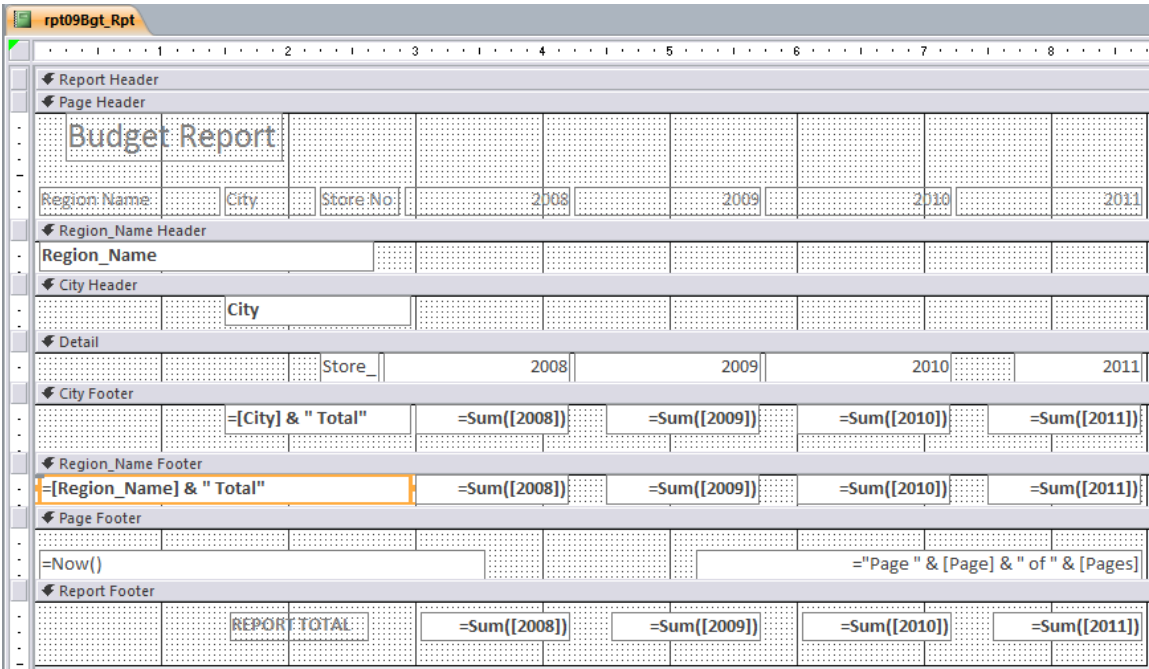 rpt09Bgt_Rpt
1 2 3 4 5 6 7 8
Report Header
Page Header
Budget Report
Region Name City Store No 2008 2009 2010 2011
Region_Name Header
Region_Name
City Header
City
Detail
Store_ 2008 2009 2010 2011
City Footer
=[City] & " Total" =Sum([2008]) =Sum([2009]) =Sum([2010]) =Sum([2011])
Region_Name Footer
=[Region_Name] & " Total" =Sum([2008]) =Sum([2009]) =Sum([2010]) =Sum([2011])
Page Footer
=Now() ="Page " & [Page] & " of " & [Pages]
Report Footer
REPORT TOTAL =Sum([2008]) =Sum([2009]) =Sum([2010]) =Sum([2011])